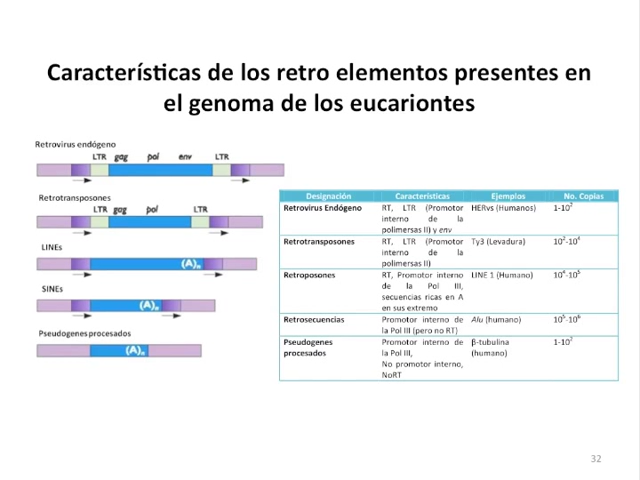 Características de los retro elementos presentes en
el genoma de los eucariontes
Retrovirus endógeno
LTR gag pol env LTR
Retrotransposones
LTR gag pol LTR
LINEs
(A)n
SINEs
(A)n
Pseudogenes procesados
(A)n
Designación Características Ejemplos No. Copias
Retrovirus Endógeno RT, LTR (Promotor HERvs (Humanos) 1-10²
interno de la
polimersas II) y env
Retrotransposones RT, LTR (Promotor Ty3 (Levadura) 10²-10⁴
interno de la
polimersas II)
Retroposones RT, Promotor interno LINE 1 (Humano) 10⁴-10⁵
de la Pol III,
secuencias ricas en A
en sus extremo
Retrosecuencias Promotor interno de Alu (humano) 10⁵-10⁶
la Pol III (pero no RT)
Pseudogenes Promotor interno de β-tubulina 1-10²
procesados la Pol III, (humano)
No promotor interno,
NoRT
32